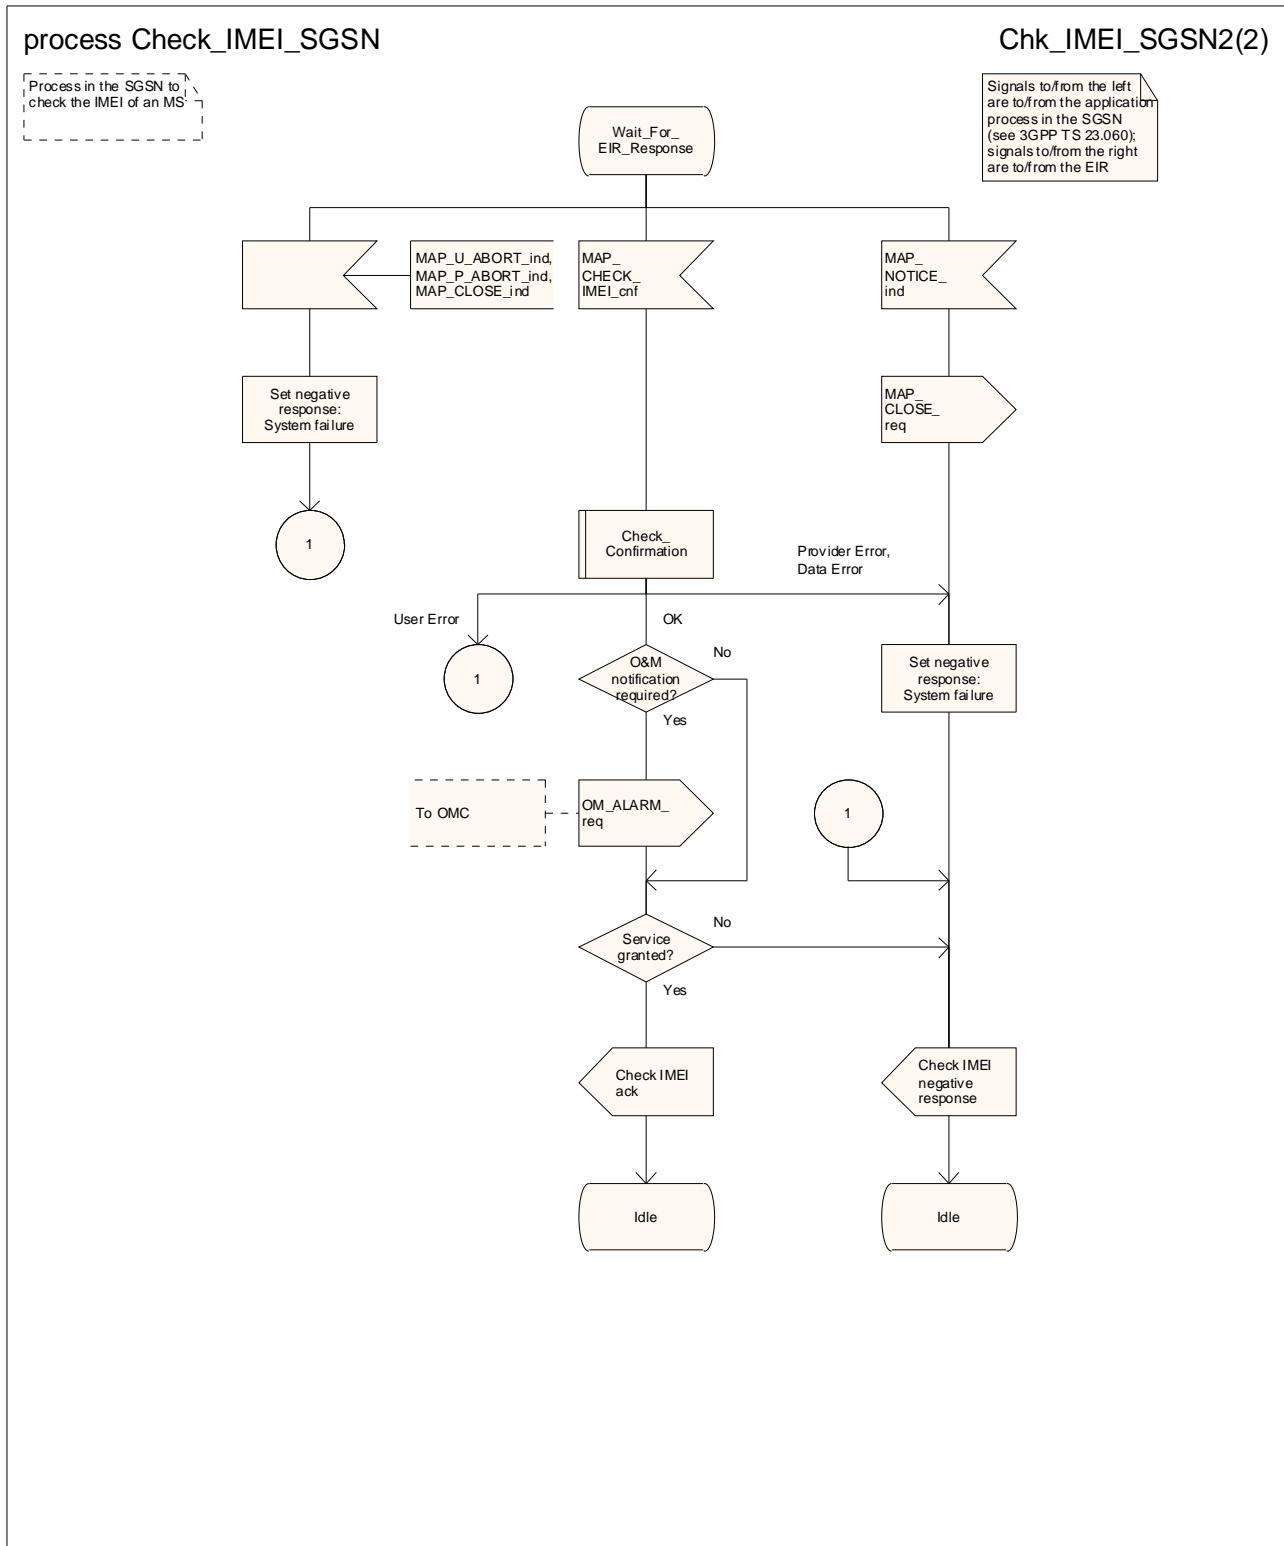 process Check_IMEI_SGSN
Chk_IMEI_SGSN2(2)
Process in the SGSN to
check the IMEI of an MS
Signals to/from the left
are to/from the application
process in the SGSN
(see 3GPP TS 23.060);
signals to/from the right
are to/from the EIR
Wait_For_
EIR_Response
MAP_U_ABORT_ind,
MAP_P_ABORT_ind,
MAP_CLOSE_ind
MAP_
CHECK_
IMEI_cnf
MAP_
NOTICE_
ind
Set negative
response:
System failure
MAP_
CLOSE_
req
1
Check_
Confirmation
Provider Error,
Data Error
User Error
OK
1
O&M
notification
required?
No
Yes
Set negative
response:
System failure
To OMC
OM_ALARM_
req
1
Service
granted?
No
Yes
Check IMEI
ack
Check IMEI
negative
response
Idle
Idle